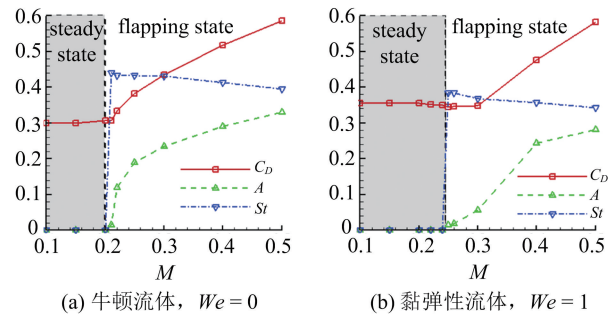 0.6
0.5
0.4
0.3
0.2
0.1
0
0.1 0.2 0.3 0.4 0.5
M
steady
state
flapping state
C_D
A
St
(a) 牛顿流体，We = 0
0.6
0.5
0.4
0.3
0.2
0.1
0
0.1 0.2 0.3 0.4 0.5
M
steady
state
flapping state
C_D
A
St
(b) 黏弹性流体，We = 1